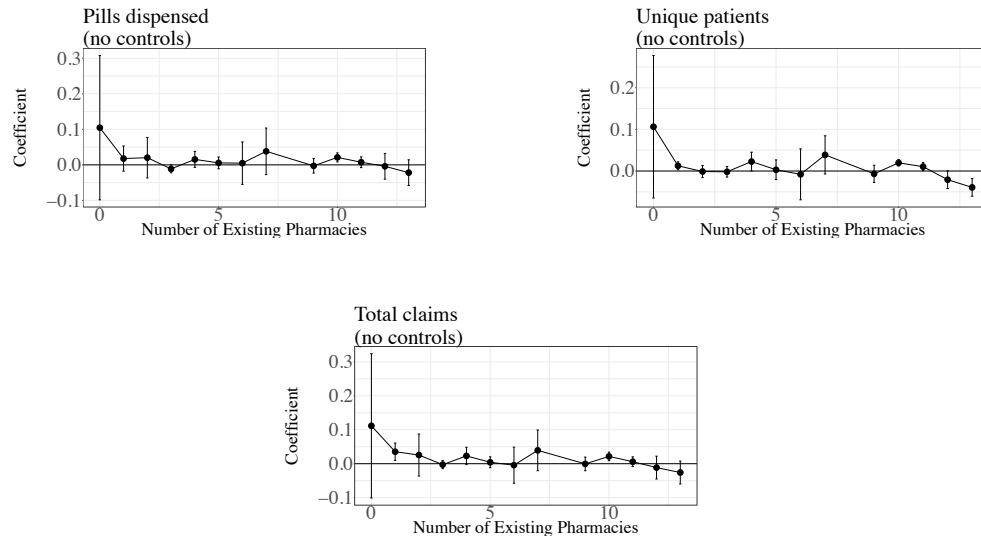 Pills dispensed
(no controls)
0.3
0.2
0.1
0.0
−0.1
Coefficient
0
5
10
Number of Existing Pharmacies
Unique patients
(no controls)
0.2
0.1
0.0
Coefficient
0
5
10
Number of Existing Pharmacies
Total claims
(no controls)
0.3
0.2
0.1
0.0
−0.1
Coefficient
0
5
10
Number of Existing Pharmacies